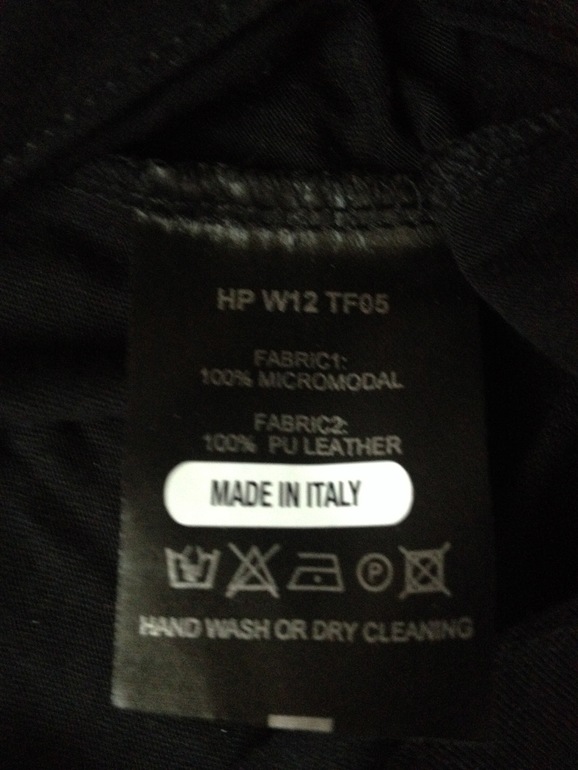 HP W12 TF05
FABRIC1:
100% MICROMODAL
FABRIC2:
100% PU LEATHER
MADE IN ITALY
P
HAND WASH OR DRY CLEANING